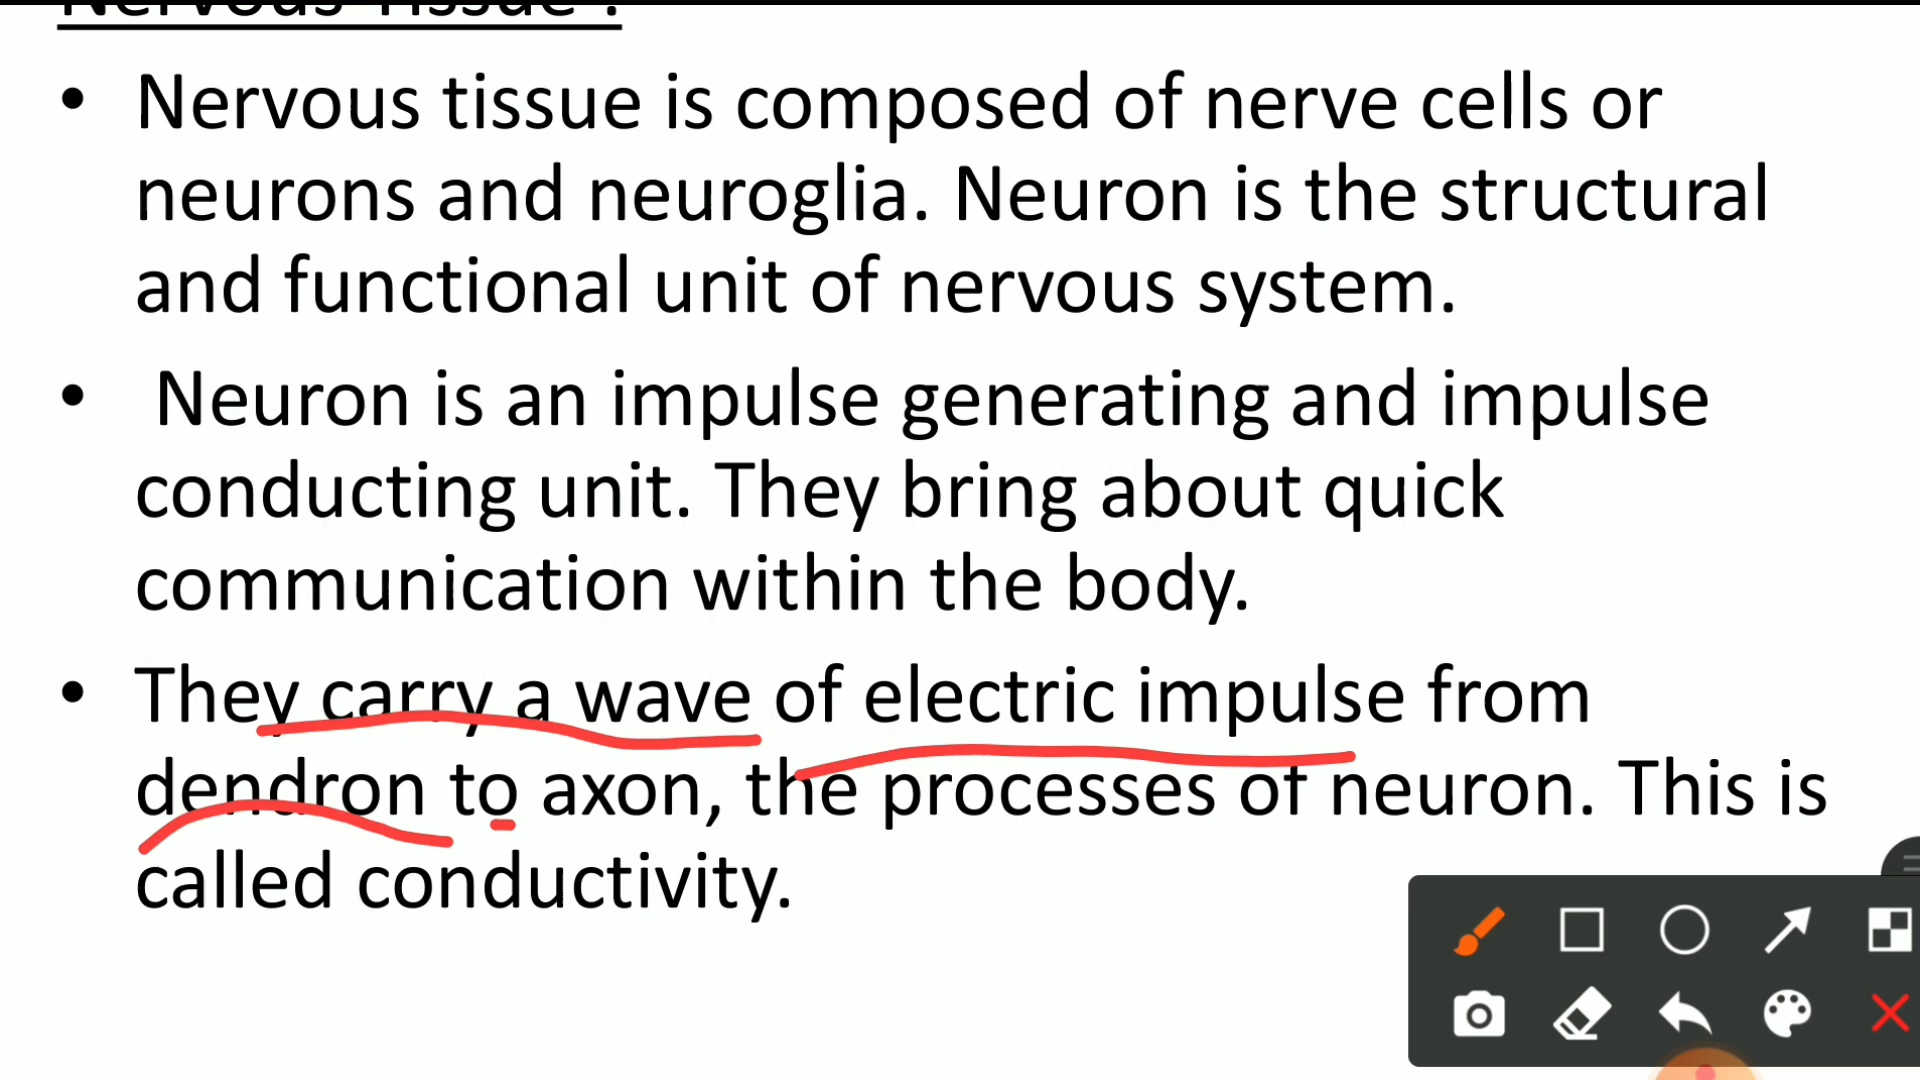 Nervous Tissue :
• Nervous tissue is composed of nerve cells or
neurons and neuroglia. Neuron is the structural
and functional unit of nervous system.
• Neuron is an impulse generating and impulse
conducting unit. They bring about quick
communication within the body.
• They carry a wave of electric impulse from
dendron to axon, the processes of neuron. This is
called conductivity.